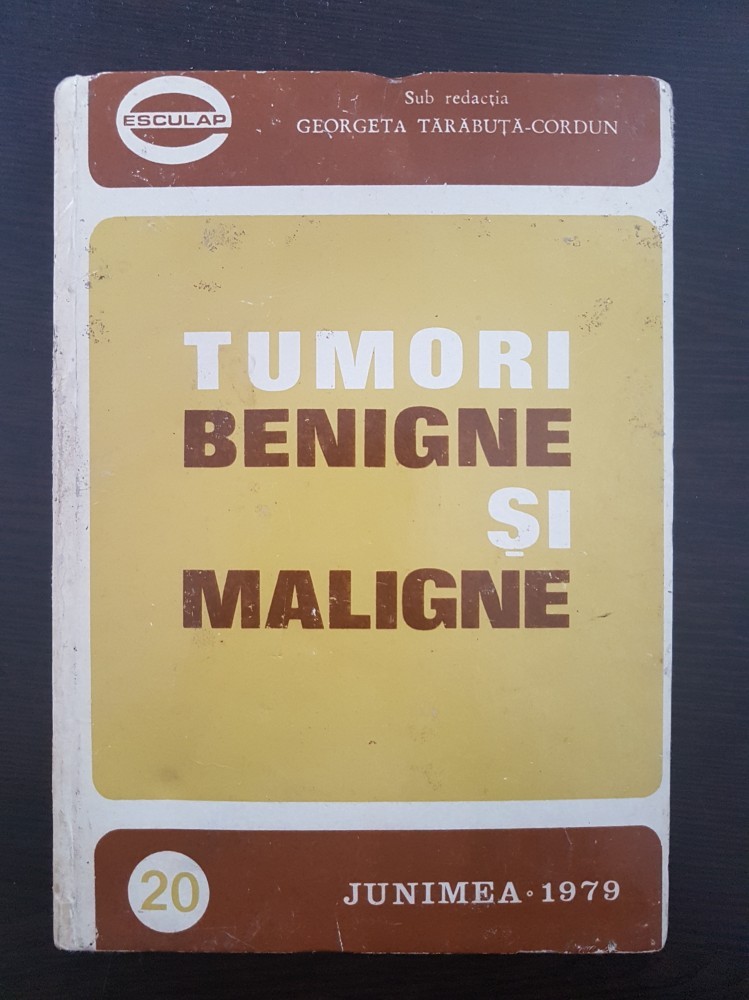 ESCULAP
Sub redacția
GEORGETA TĂRĂBUȚĂ-CORDUN
TUMORI
BENIGNE
ȘI
MALIGNE
20
JUNIMEA • 1979